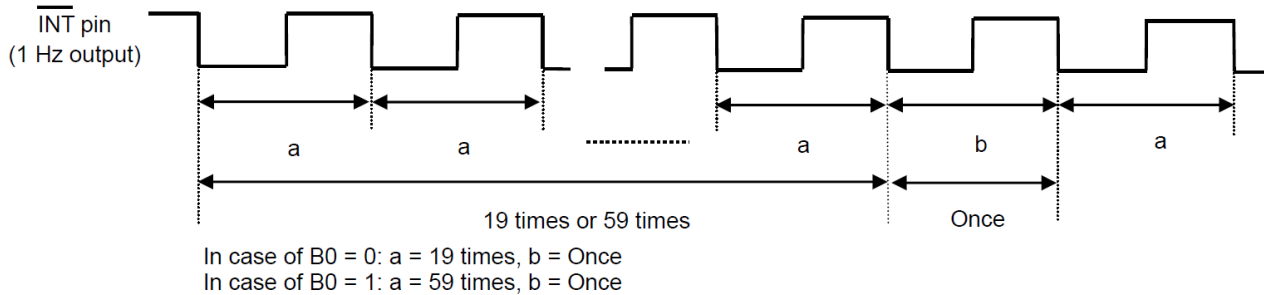 INT pin
(1 Hz output)
a
a
a
b
a
19 times or 59 times
Once
In case of B0 = 0: a = 19 times, b = Once
In case of B0 = 1: a = 59 times, b = Once